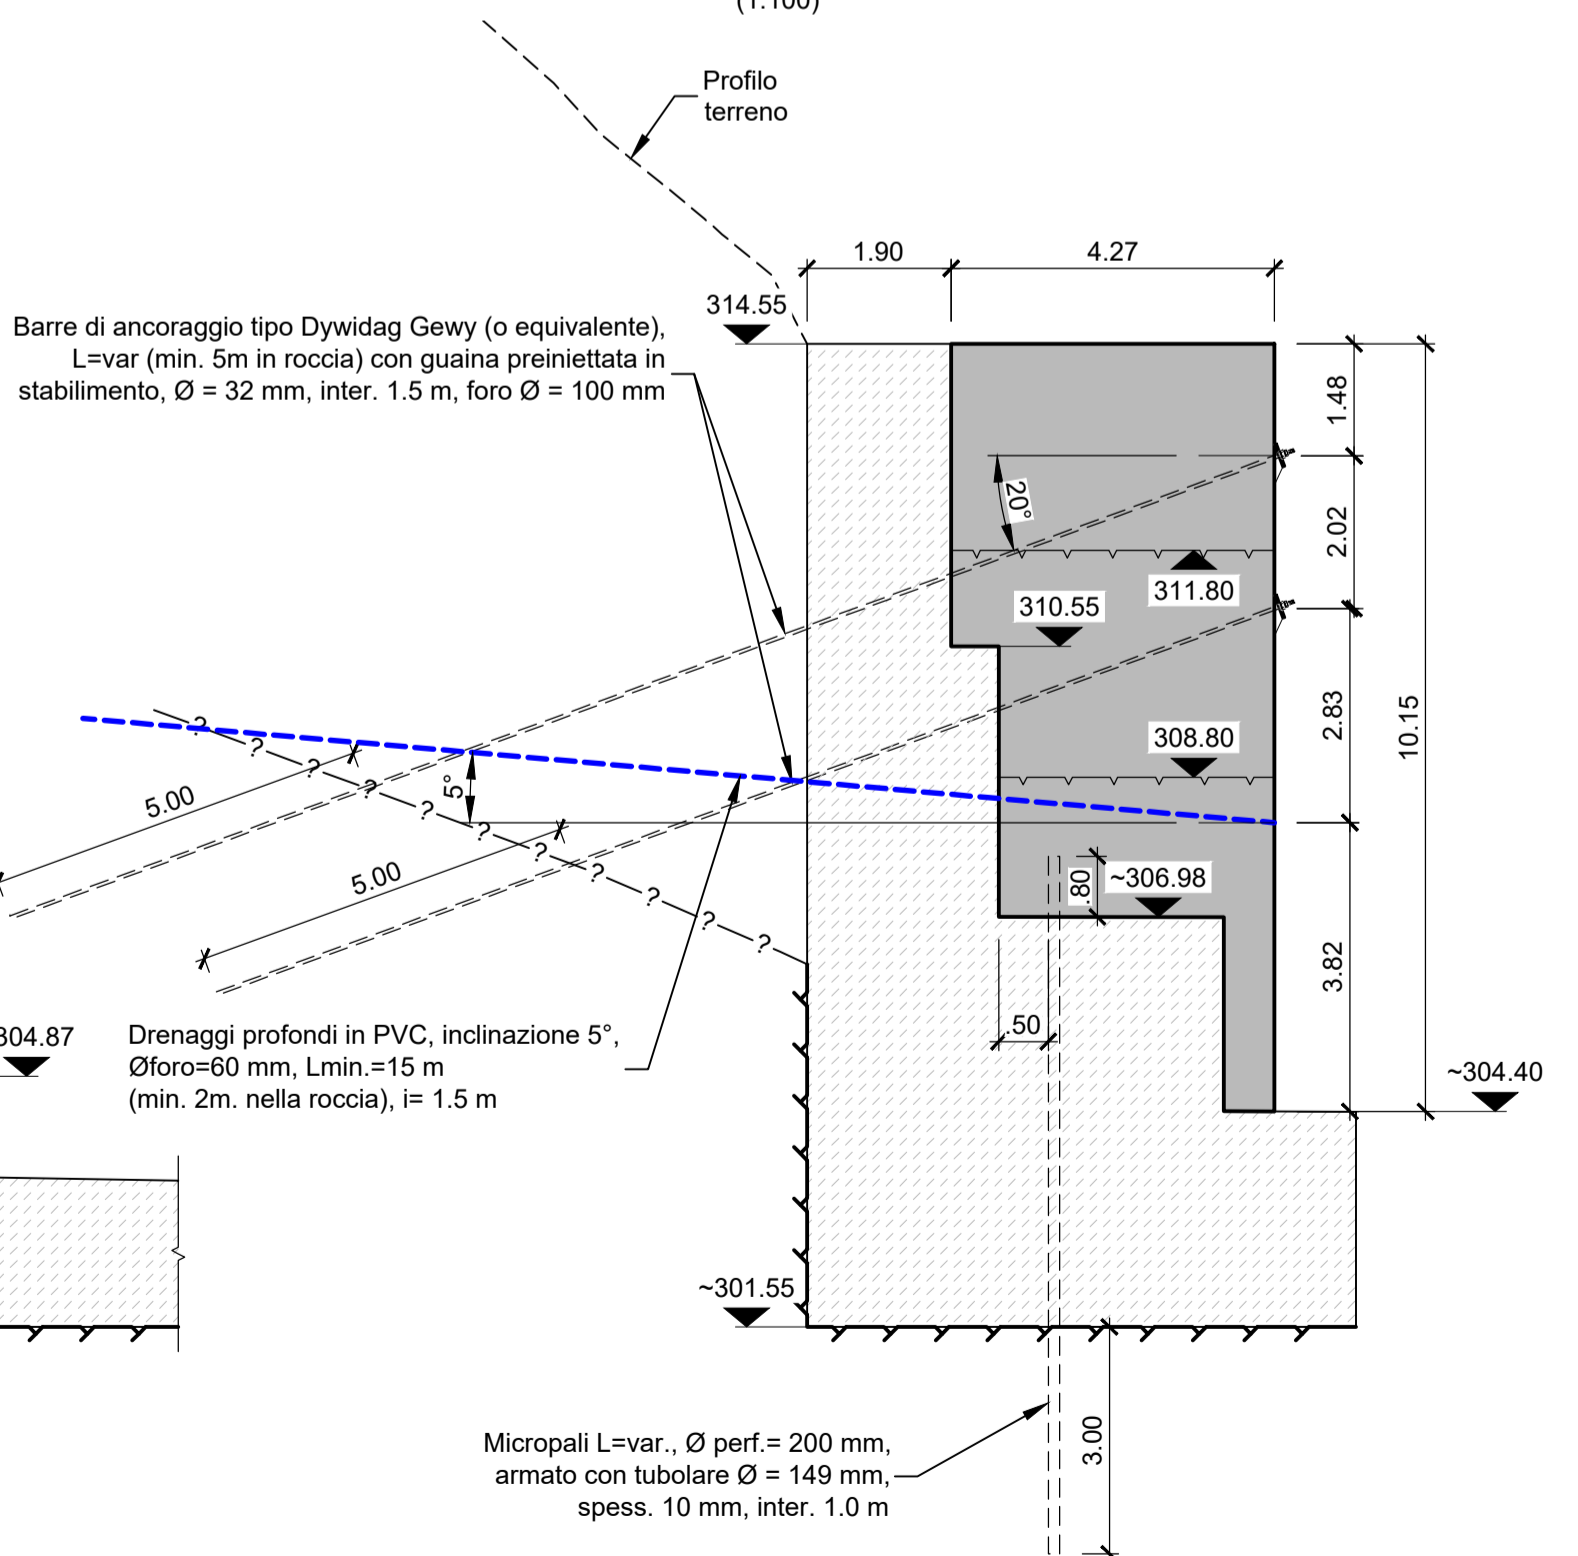 (1:100)
Profilo
terreno
1.90
4.27
314.55
Barre di ancoraggio tipo Dywidag Gewy (o equivalente),
L=var (min. 5m in roccia) con guaina preiniettata in
stabilimento, Ø = 32 mm, inter. 1.5 m, foro Ø = 100 mm
1.48
20°
2.02
311.80
310.55
308.80
2.83
10.15
? ? ? ? ? ? ? ? ? ? ?
5.00
5°
5.00
.80
~306.98
3.82
.50
304.87
Drenaggi profondi in PVC, inclinazione 5°,
Øforo=60 mm, Lmin.=15 m
(min. 2m. nella roccia), i= 1.5 m
~304.40
~301.55
3.00
Micropali L=var., Ø perf.= 200 mm,
armato con tubolare Ø = 149 mm,
spess. 10 mm, inter. 1.0 m